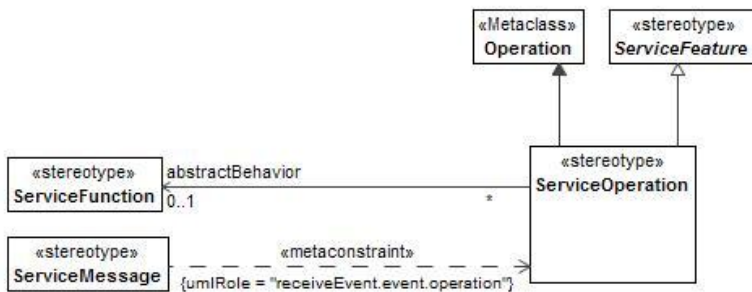 «Metaclass»
Operation
«stereotype»
ServiceFeature
«stereotype»
ServiceOperation
«stereotype»
ServiceFunction
abstractBehavior
0..1
*
«stereotype»
ServiceMessage
«metaconstraint»
{umlRole = "receiveEvent.event.operation"}